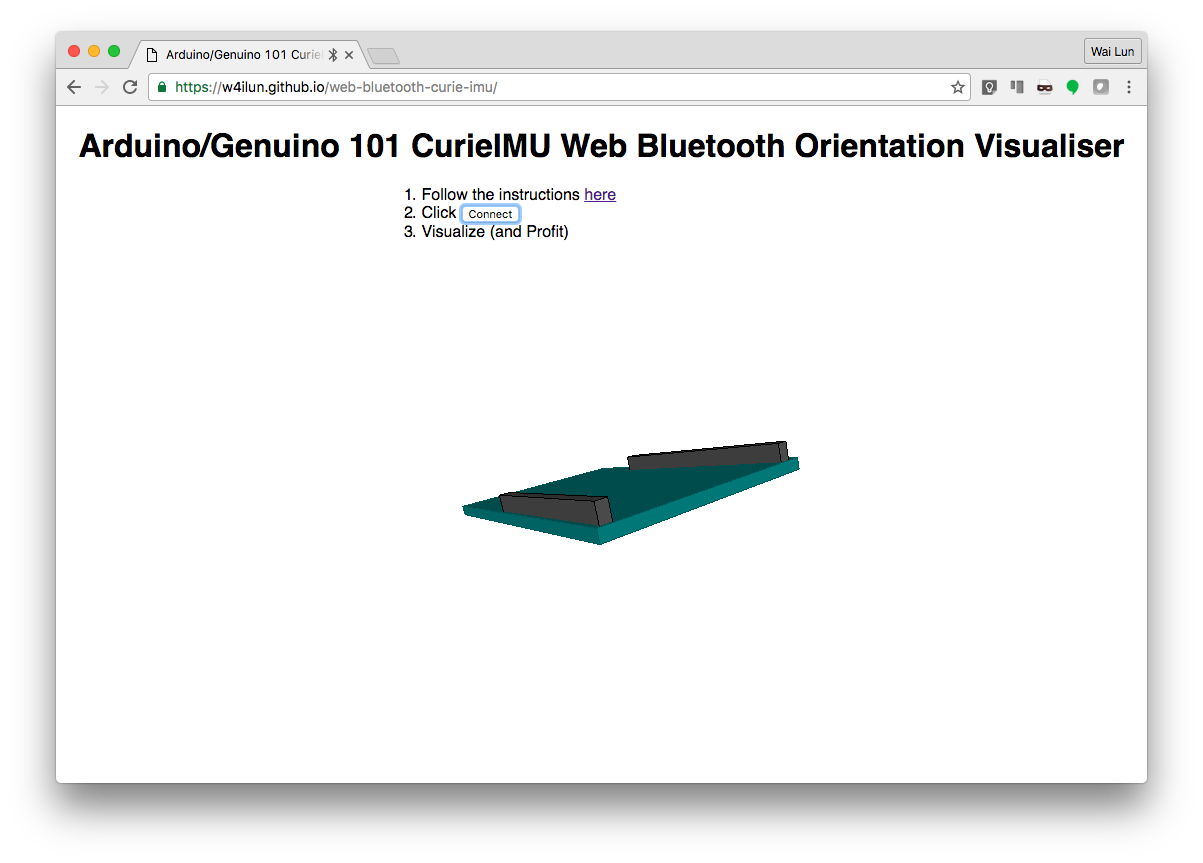 Arduino/Genuino 101 Curie
Wai Lun
https://w4ilun.github.io/web-bluetooth-curie-imu/
Arduino/Genuino 101 CurieIMU Web Bluetooth Orientation Visualiser
1. Follow the instructions here
2. Click Connect
3. Visualize (and Profit)